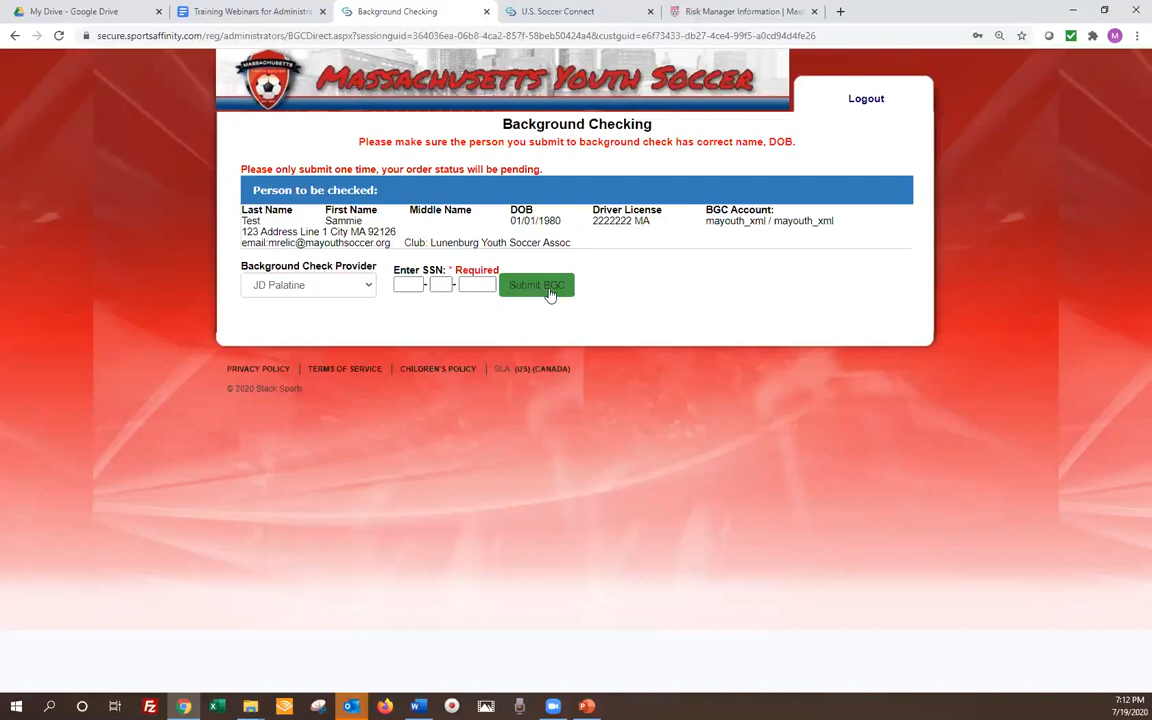 My Drive - Google Drive
Training Webinars for Administra
Background Checking
U.S. Soccer Connect
Risk Manager Information | Mas
secure.sportsaffinity.com/reg/administrators/BGCDirect.aspx?sessionguid=364036ea-06b8-4ca2-857f-58beb50424a4&custguid=e6f73433-db27-4ce4-99f5-a0cd94d4fe26
M
MASSACHUSETTS YOUTH SOCCER
Logout
Background Checking
Please make sure the person you submit to background check has correct name, DOB.
Please only submit one time, your order status will be pending.
Person to be checked:
Last Name First Name Middle Name DOB Driver License BGC Account:
Test Sammie 01/01/1980 2222222 MA mayouth_xml / mayouth_xml
123 Address Line 1 City MA 92126
email:mrelic@mayouthsoccer.org Club: Lunenburg Youth Soccer Assoc
Background Check Provider Enter SSN: * Required
JD Palatine - - Submit BGC
PRIVACY POLICY | TERMS OF SERVICE | CHILDREN'S POLICY | SLA (US) (CANADA)
© 2020 Stack Sports
7:12 PM
7/19/2020